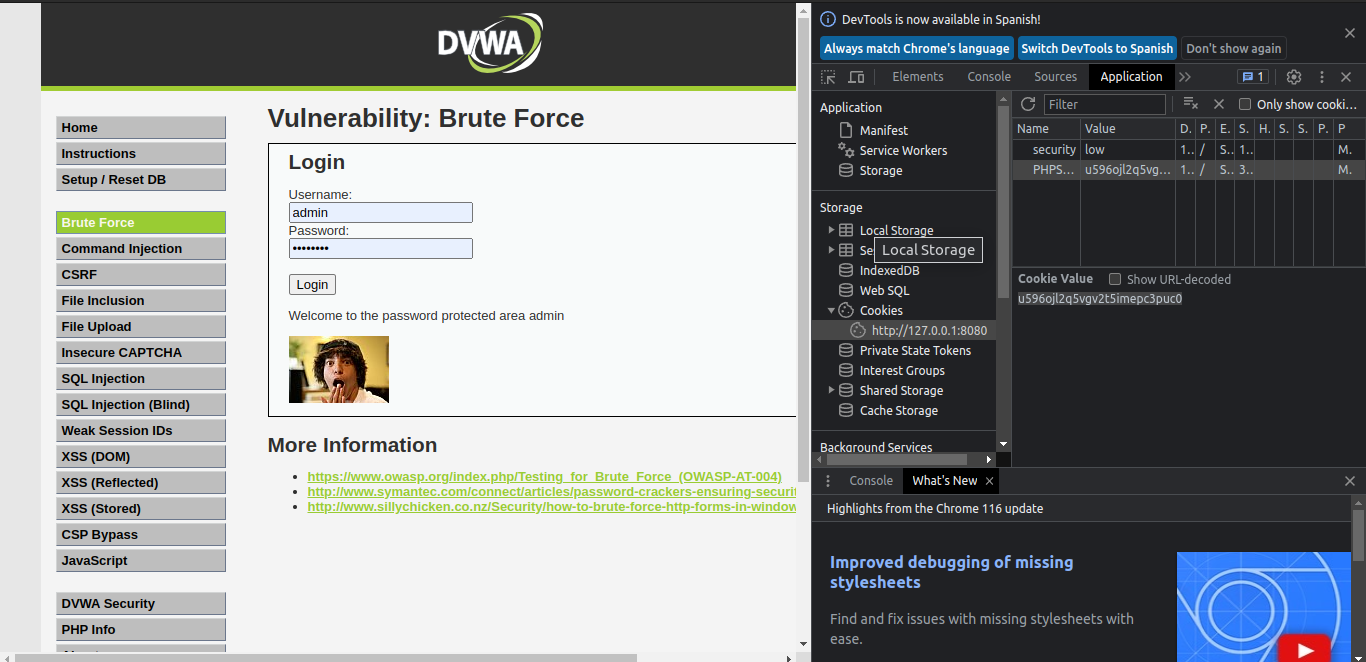 DVWA
Home
Instructions
Setup / Reset DB
Brute Force
Command Injection
CSRF
File Inclusion
File Upload
Insecure CAPTCHA
SQL Injection
SQL Injection (Blind)
Weak Session IDs
XSS (DOM)
XSS (Reflected)
XSS (Stored)
CSP Bypass
JavaScript
DVWA Security
PHP Info
Vulnerability: Brute Force
Login
Username:
admin
Password:
••••••••
Login
Welcome to the password protected area admin
More Information
https://www.owasp.org/index.php/Testing_for_Brute_Force_(OWASP-AT-004)
http://www.symantec.com/connect/articles/password-crackers-ensuring-securit
http://www.sillychicken.co.nz/Security/how-to-brute-force-http-forms-in-window
DevTools is now available in Spanish!
Always match Chrome's language Switch DevTools to Spanish Don't show again
Elements Console Sources Application 1
Application
Manifest
Service Workers
Storage
Storage
Local Storage
Se
Local Storage
IndexedDB
Web SQL
Cookies
http://127.0.0.1:8080
Private State Tokens
Interest Groups
Shared Storage
Cache Storage
Background Services
Filter Only show cooki...
Name Value D. P. E. S. H. S. S. P. P
security low 1.. / S.. 1.. M.
PHPS... u596ojl2q5vg... 1.. / S.. 3.. M.
Cookie Value Show URL-decoded
u596ojl2q5vgv2t5imepc3puc0
Console What's New
Highlights from the Chrome 116 update
Improved debugging of missing
stylesheets
Find and fix issues with missing stylesheets with
ease.